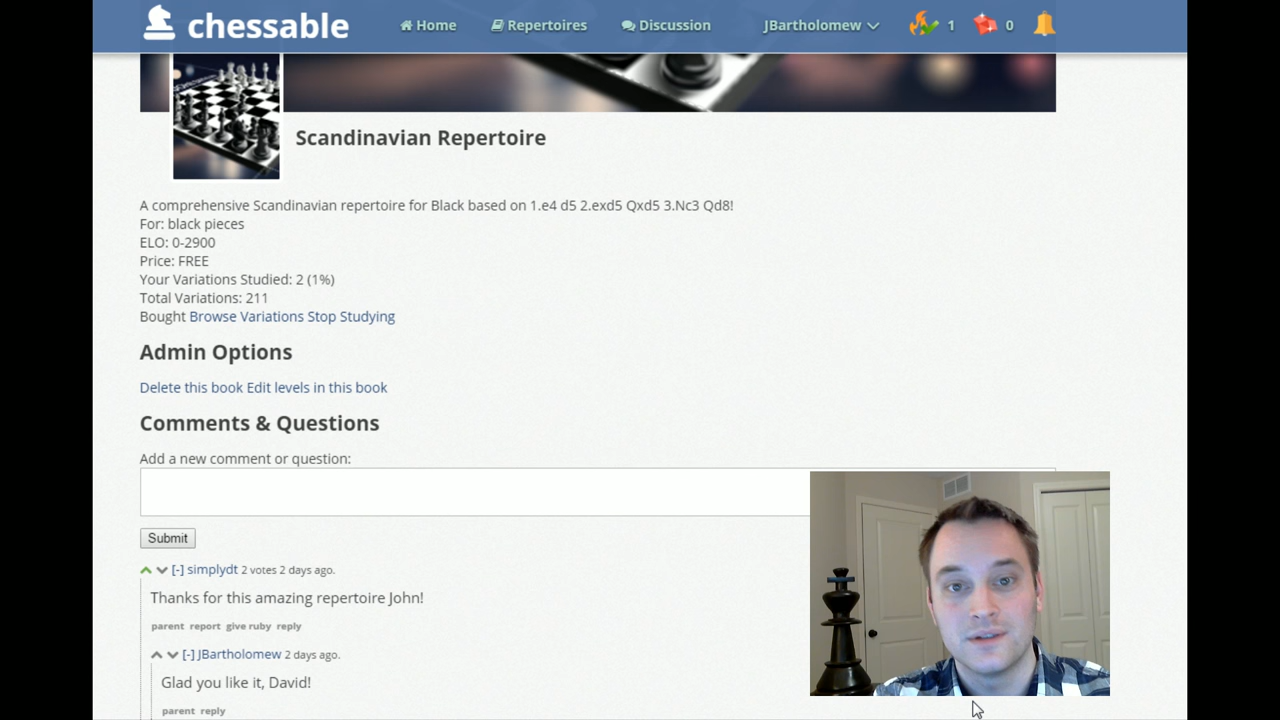 chessable Home Repertoires Discussion JBartholomew 1 0
Scandinavian Repertoire
A comprehensive Scandinavian repertoire for Black based on 1.e4 d5 2.exd5 Qxd5 3.Nc3 Qd8!
For: black pieces
ELO: 0-2900
Price: FREE
Your Variations Studied: 2 (1%)
Total Variations: 211
Bought Browse Variations Stop Studying
Admin Options
Delete this book Edit levels in this book
Comments & Questions
Add a new comment or question:
Submit
[-] simplydt 2 votes 2 days ago.
Thanks for this amazing repertoire John!
parent report give ruby reply
[-] JBartholomew 2 days ago.
Glad you like it, David!
parent reply